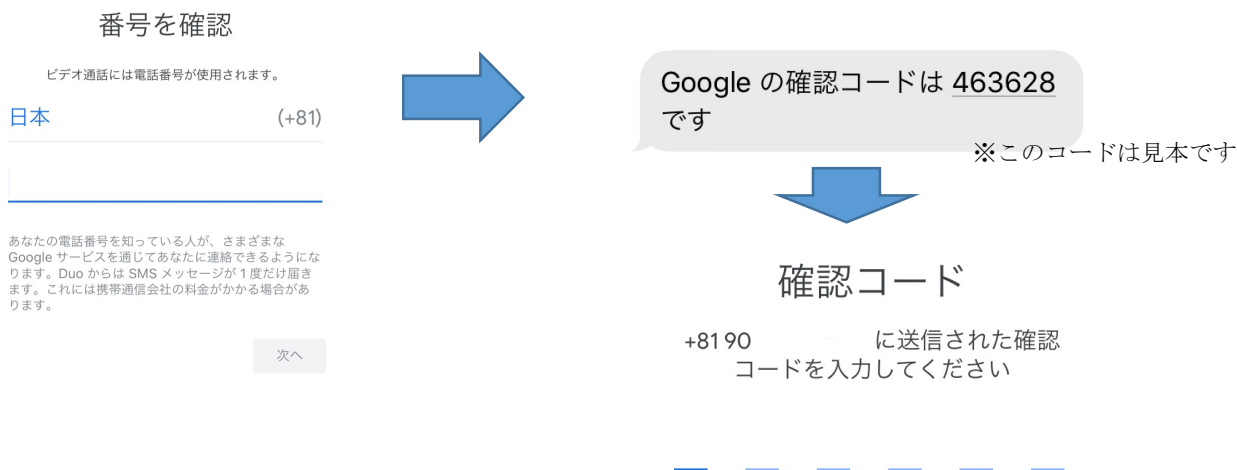 番号を確認
ビデオ通話には電話番号が使用されます。
日本 (+81)
あなたの電話番号を知っている人が、さまざまな
Google サービスを通じてあなたに連絡できるようにな
ります。Duo からは SMS メッセージが 1 度だけ届き
ます。これには携帯通信会社の料金がかかる場合があ
ります。
次へ
Google の確認コードは 463628
です
※このコードは見本です
確認コード
+81 90 に送信された確認
コードを入力してください